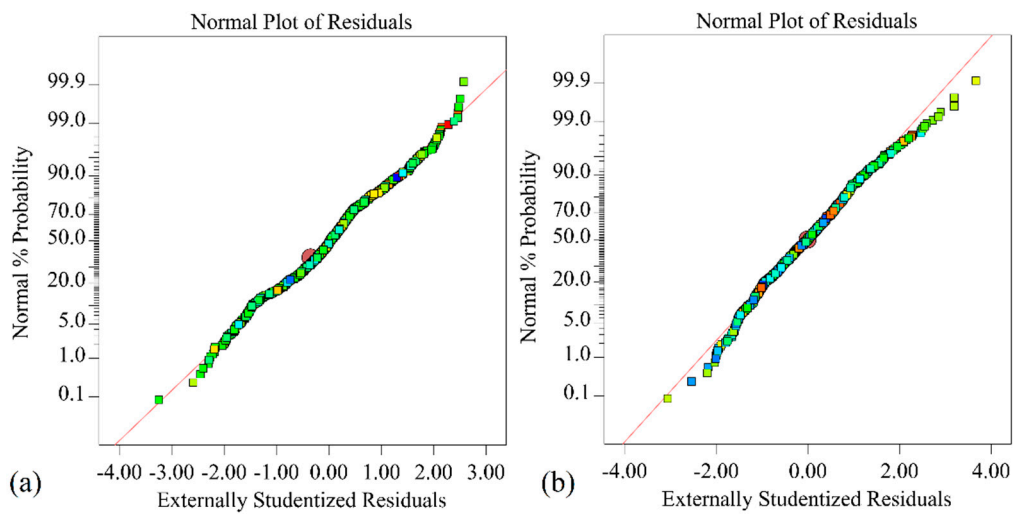 Normal Plot of Residuals
Normal % Probability
99.9
99.0
90.0
70.0
50.0
20.0
5.0
1.0
0.1
-4.00 -3.00 -2.00 -1.00 0.00 1.00 2.00 3.00
Externally Studentized Residuals
(a)
Normal Plot of Residuals
Normal % Probability
99.9
99.0
90.0
70.0
50.0
20.0
5.0
1.0
0.1
-4.00 -2.00 0.00 2.00 4.00
Externally Studentized Residuals
(b)